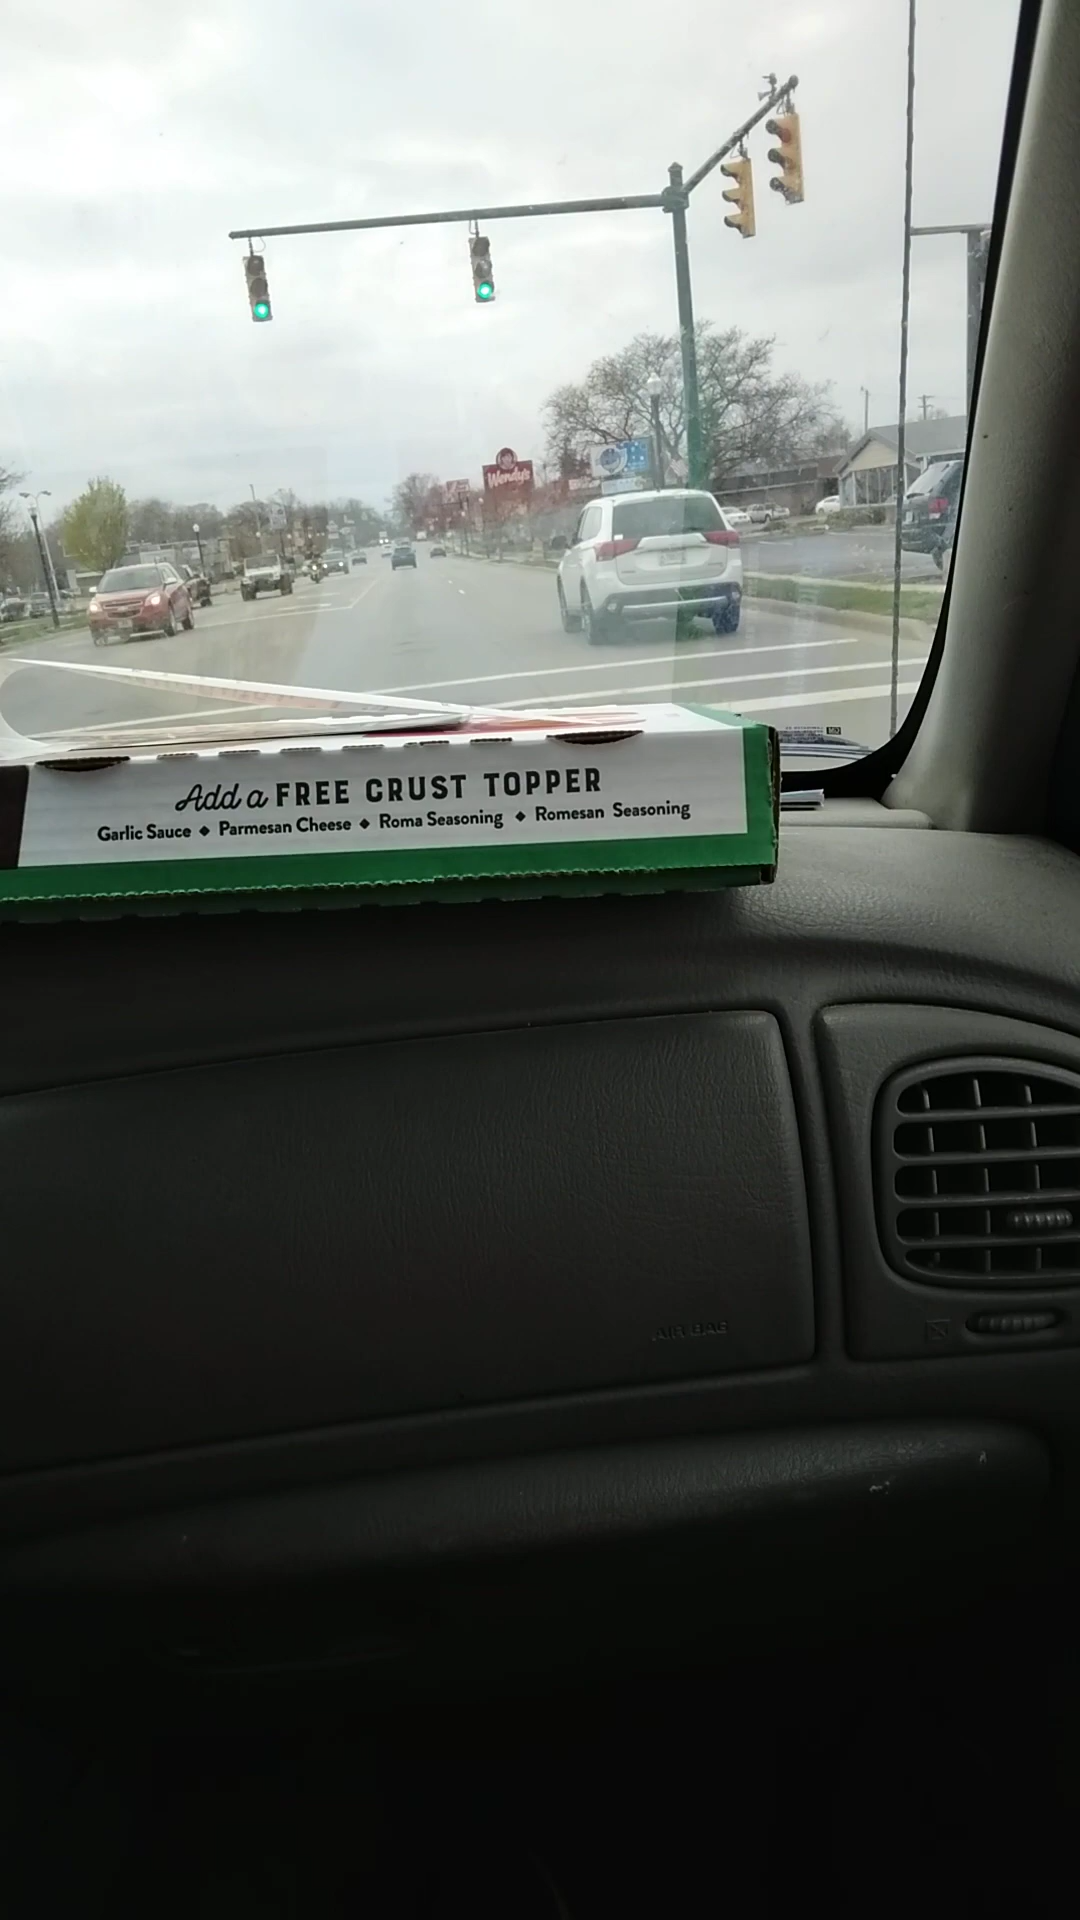 Wendy's
Add a FREE CRUST TOPPER
Garlic Sauce ◆ Parmesan Cheese ◆ Roma Seasoning ◆ Romesan Seasoning
AIR BAG